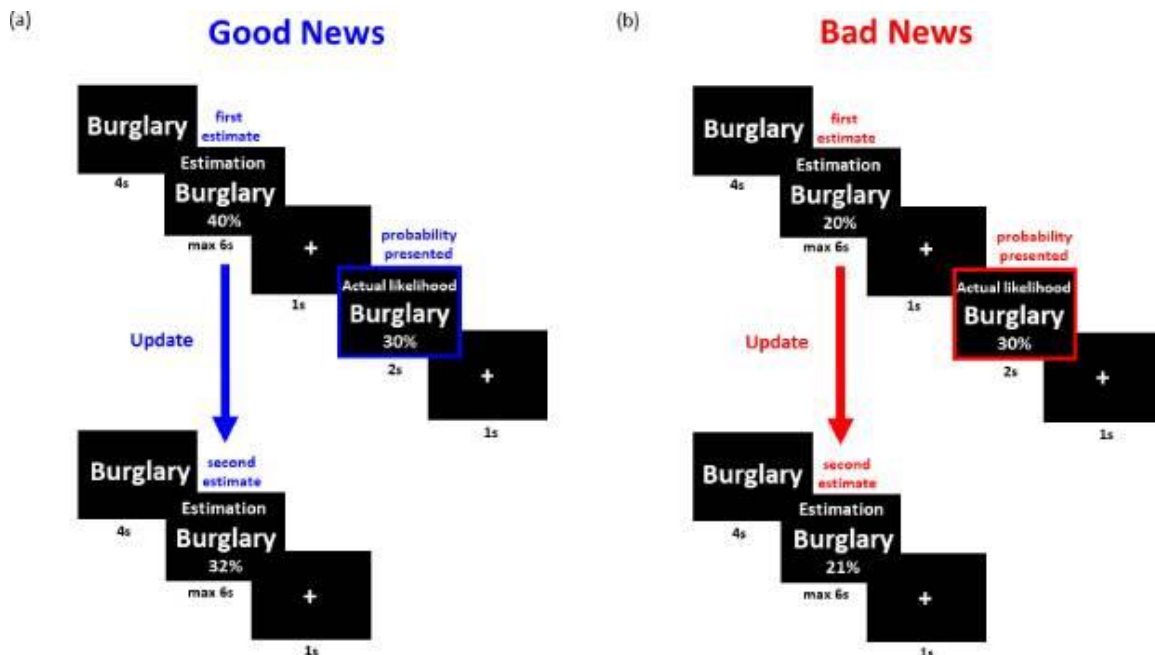 (a)
Good News
Burglary
4s
first
estimate
Estimation
Burglary
40%
max 6s
+
1s
probability
presented
Actual likelihood
Burglary
30%
2s
+
1s
Update
Burglary
4s
second
estimate
Estimation
Burglary
32%
max 6s
+
1s
(b)
Bad News
Burglary
4s
first
estimate
Estimation
Burglary
20%
max 6s
+
1s
probability
presented
Actual likelihood
Burglary
30%
2s
+
1s
Update
Burglary
4s
second
estimate
Estimation
Burglary
21%
max 6s
+
1s